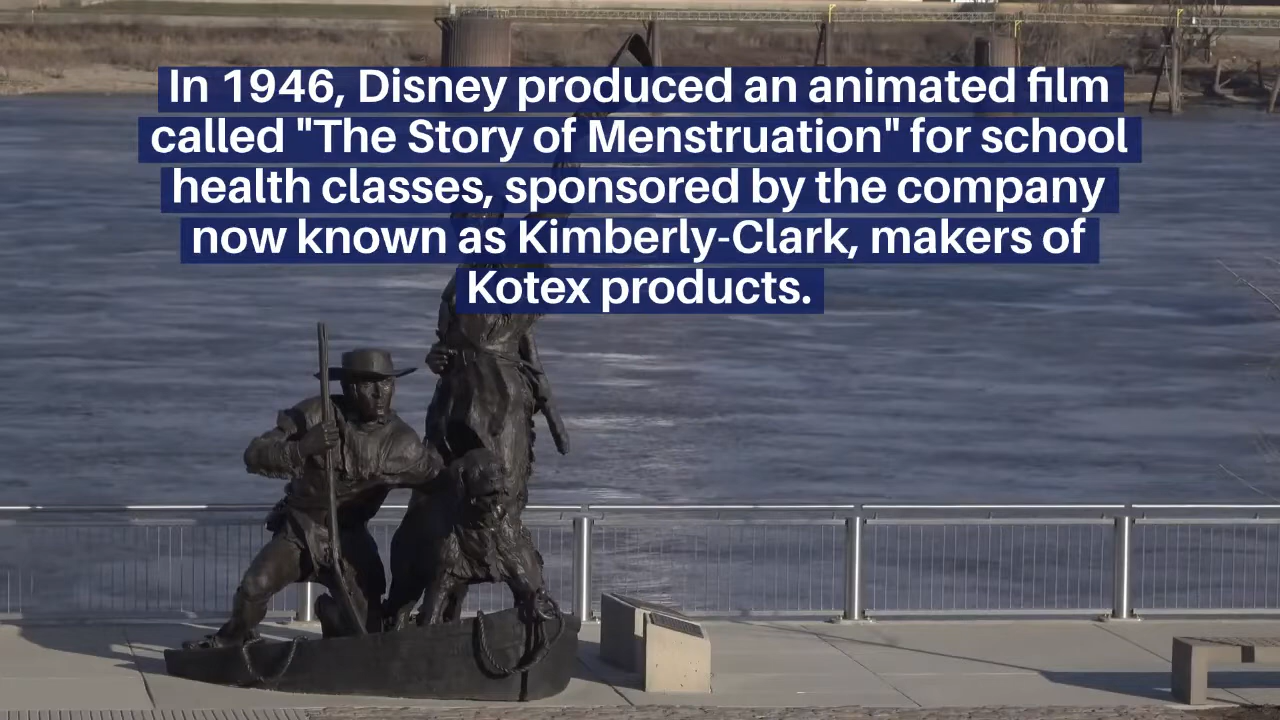 In 1946, Disney produced an animated film
called "The Story of Menstruation" for school
health classes, sponsored by the company
now known as Kimberly-Clark, makers of
Kotex products.